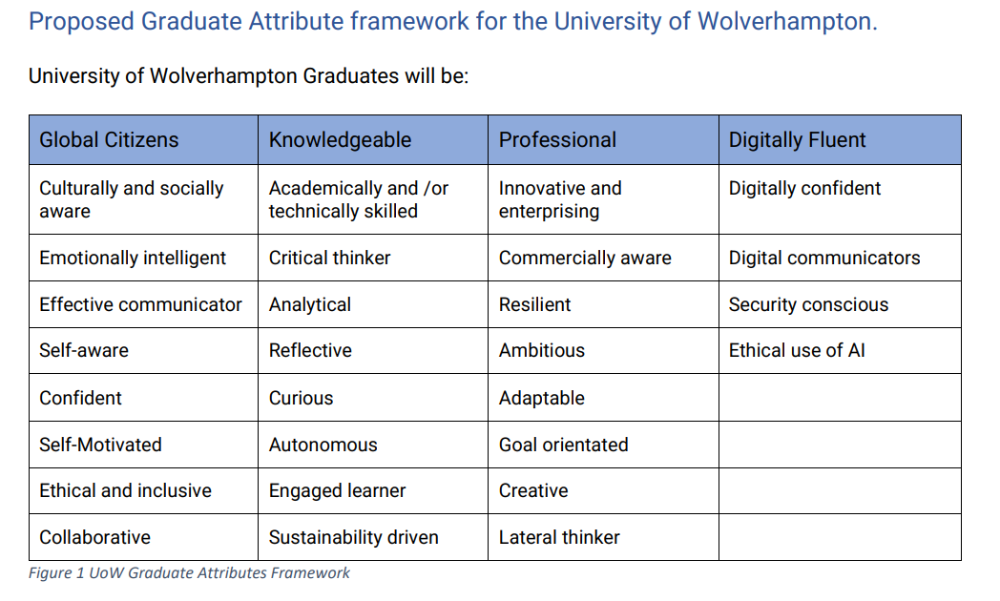 Proposed Graduate Attribute framework for the University of Wolverhampton.
University of Wolverhampton Graduates will be:
Global Citizens Knowledgeable Professional Digitally Fluent
Culturally and socially aware Academically and /or technically skilled Innovative and enterprising Digitally confident
Emotionally intelligent Critical thinker Commercially aware Digital communicators
Effective communicator Analytical Resilient Security conscious
Self-aware Reflective Ambitious Ethical use of AI
Confident Curious Adaptable
Self-Motivated Autonomous Goal orientated
Ethical and inclusive Engaged learner Creative
Collaborative Sustainability driven Lateral thinker
Figure 1 UoW Graduate Attributes Framework